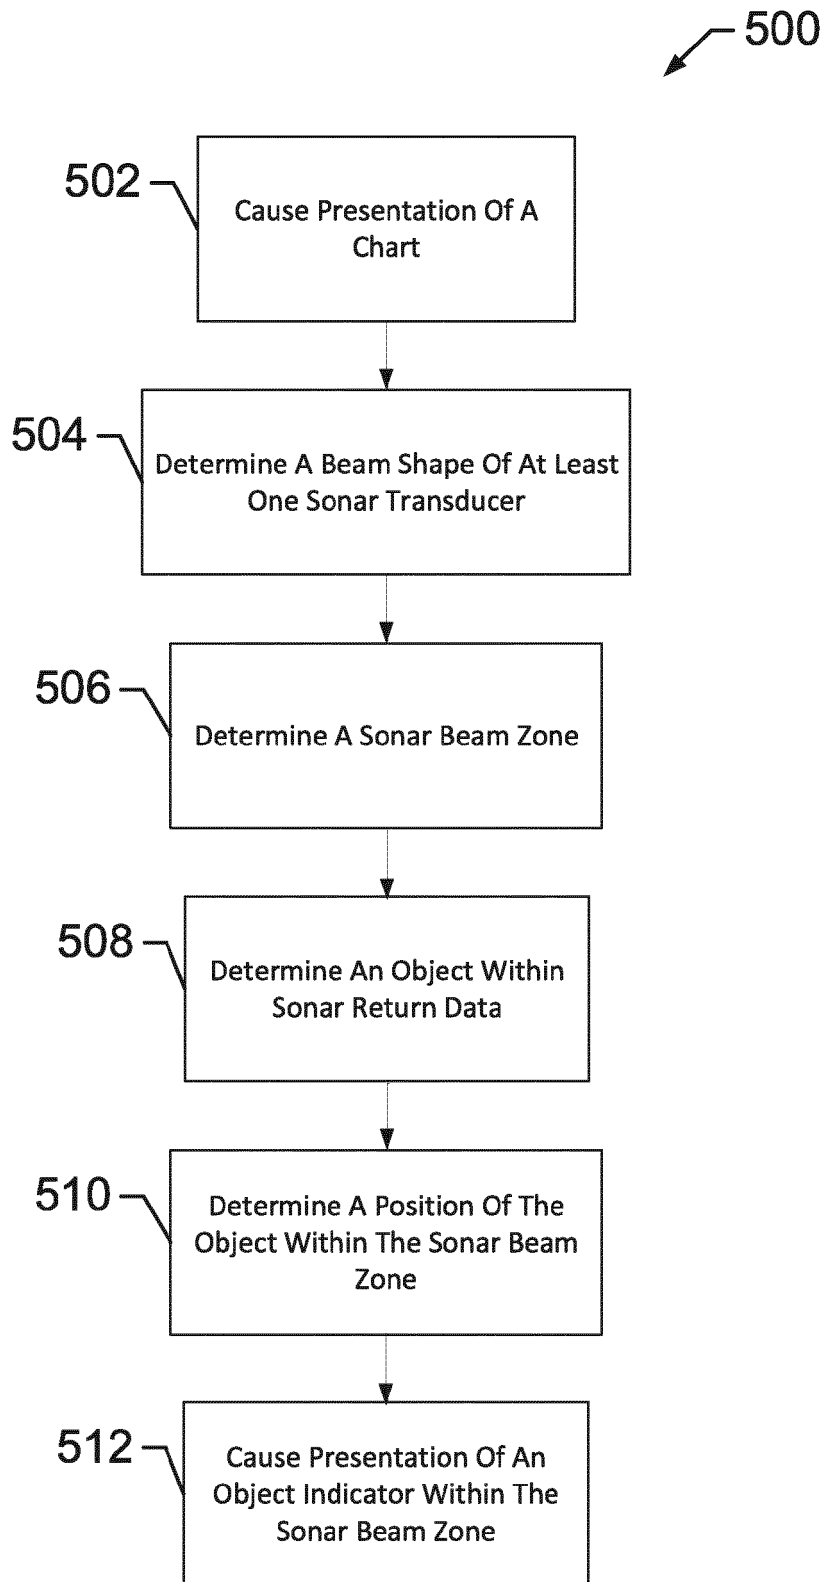 500
502
Cause Presentation Of A
Chart
504
Determine A Beam Shape Of At Least
One Sonar Transducer
506
Determine A Sonar Beam Zone
508
Determine An Object Within
Sonar Return Data
510
Determine A Position Of The
Object Within The Sonar Beam
Zone
512
Cause Presentation Of An
Object Indicator Within The
Sonar Beam Zone